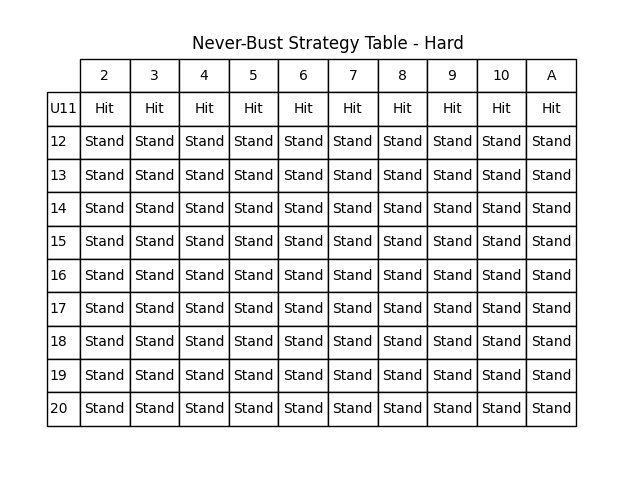 Never-Bust Strategy Table - Hard
2 3 4 5 6 7 8 9 10 A
U11 Hit Hit Hit Hit Hit Hit Hit Hit Hit Hit
12 Stand Stand Stand Stand Stand Stand Stand Stand Stand Stand
13 Stand Stand Stand Stand Stand Stand Stand Stand Stand Stand
14 Stand Stand Stand Stand Stand Stand Stand Stand Stand Stand
15 Stand Stand Stand Stand Stand Stand Stand Stand Stand Stand
16 Stand Stand Stand Stand Stand Stand Stand Stand Stand Stand
17 Stand Stand Stand Stand Stand Stand Stand Stand Stand Stand
18 Stand Stand Stand Stand Stand Stand Stand Stand Stand Stand
19 Stand Stand Stand Stand Stand Stand Stand Stand Stand Stand
20 Stand Stand Stand Stand Stand Stand Stand Stand Stand Stand